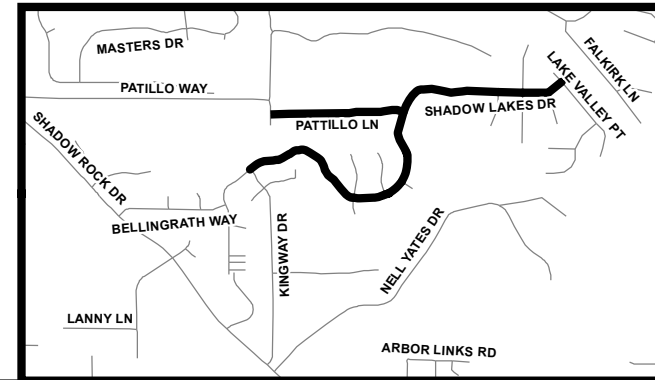 MASTERS DR
FALKIRK LN
LAKE VALLEY PT
PATILLO WAY
SHADOW LAKES DR
PATTILLO LN
SHADOW ROCK DR
BELLINGRATH WAY
KINGWAY DR
NELL YATES DR
LANNY LN
ARBOR LINKS RD